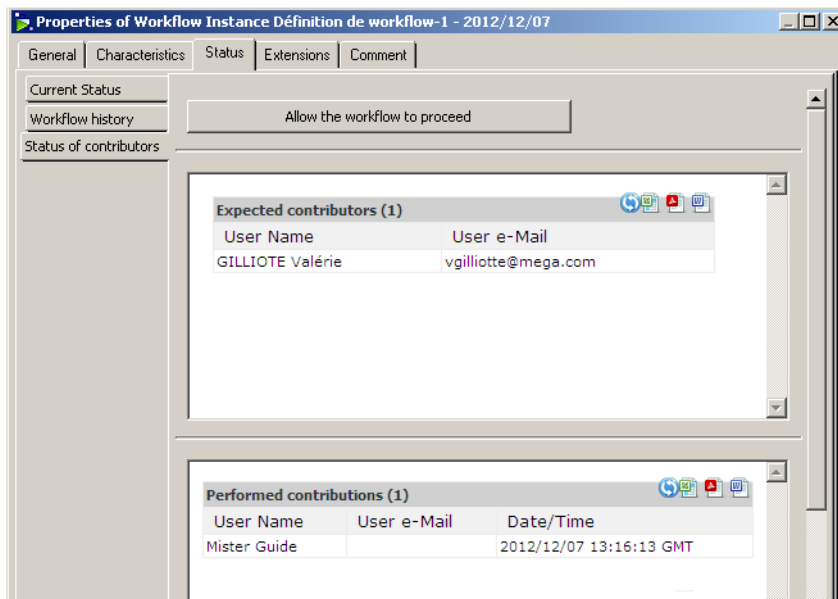 Properties of Workflow Instance Définition de workflow-1 - 2012/12/07
General Characteristics Status Extensions Comment
Current Status
Workflow history
Status of contributors
Allow the workflow to proceed
Expected contributors (1)
User Name User e-Mail
GILLIOTE Valérie vgilliotte@mega.com
Performed contributions (1)
User Name User e-Mail Date/Time
Mister Guide 2012/12/07 13:16:13 GMT